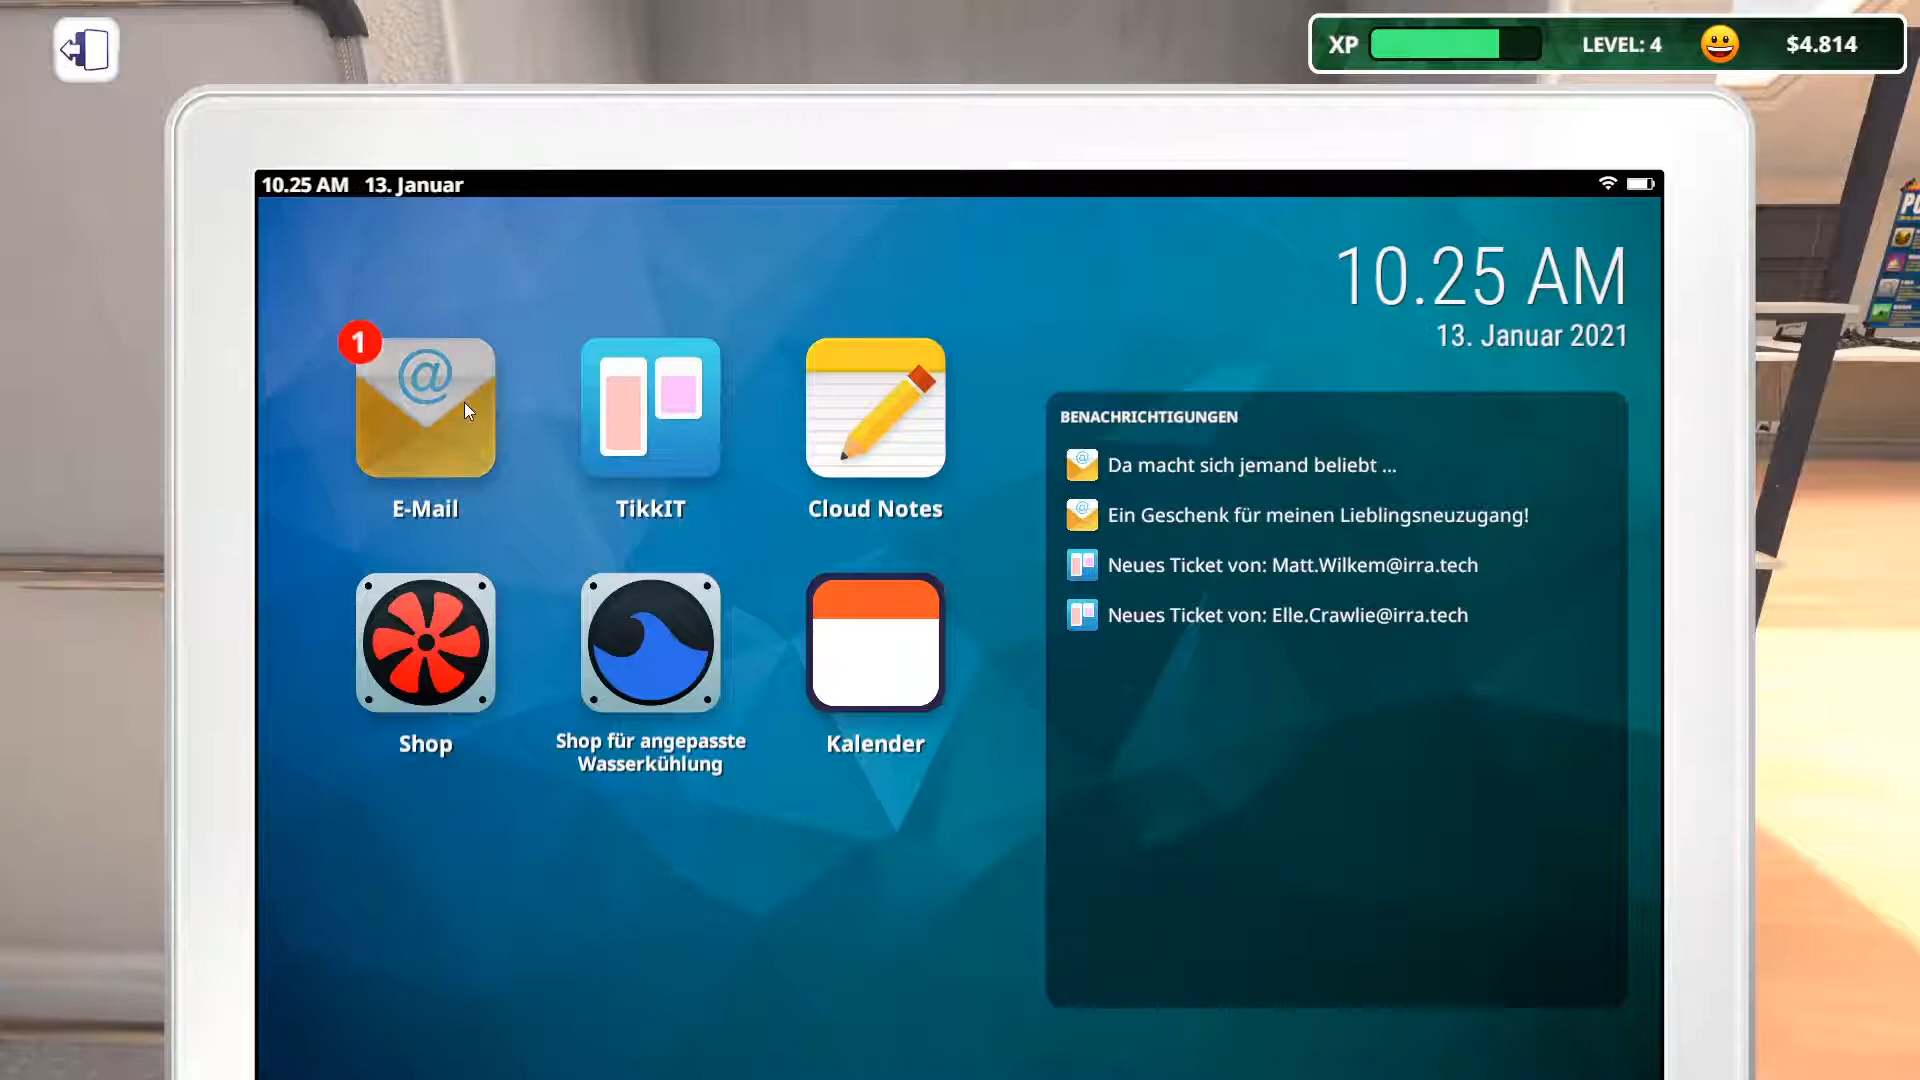 XP LEVEL: 4 $4.814
10.25 AM 13. Januar
10.25 AM
13. Januar 2021
1
@
E-Mail
TikkIT
Cloud Notes
Shop
Shop für angepasste
Wasserkühlung
Kalender
BENACHRICHTIGUNGEN
Da macht sich jemand beliebt ...
Ein Geschenk für meinen Lieblingsneuzugang!
Neues Ticket von: Matt.Wilkem@irra.tech
Neues Ticket von: Elle.Crawlie@irra.tech